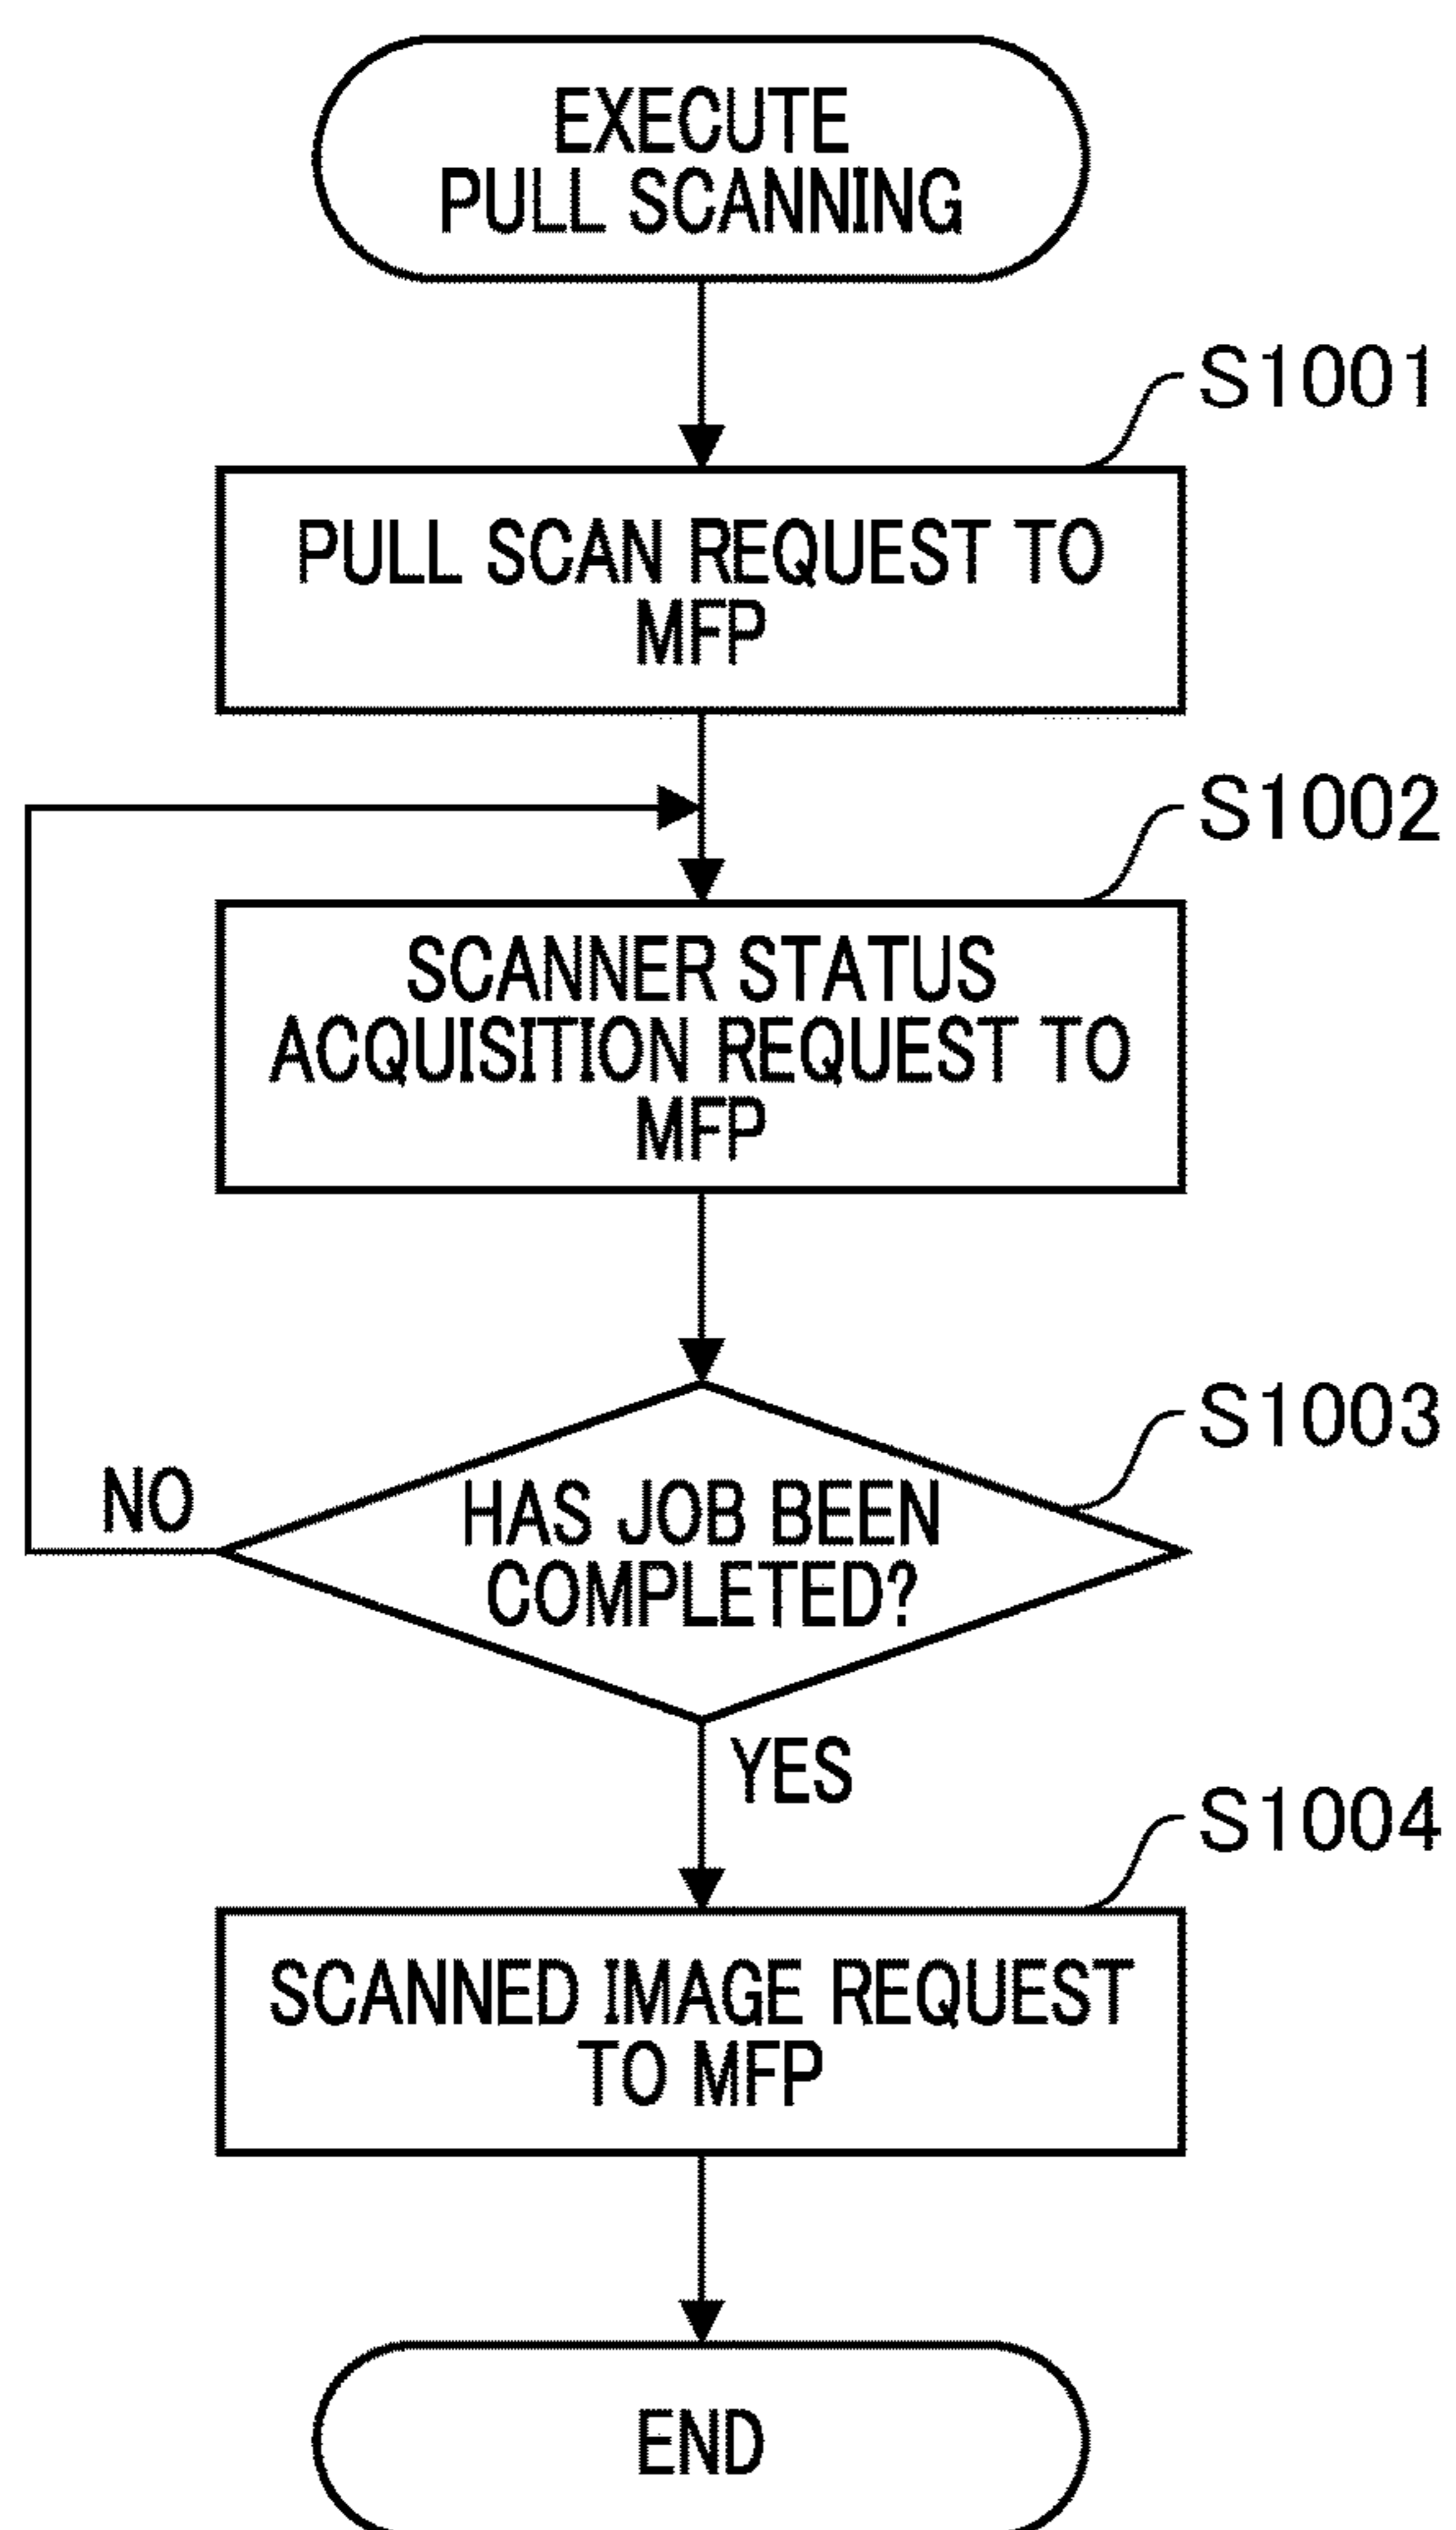 EXECUTE
PULL SCANNING
S1001
PULL SCAN REQUEST TO
MFP
S1002
SCANNER STATUS
ACQUISITION REQUEST TO
MFP
S1003
NO
HAS JOB BEEN
COMPLETED?
YES
S1004
SCANNED IMAGE REQUEST
TO MFP
END